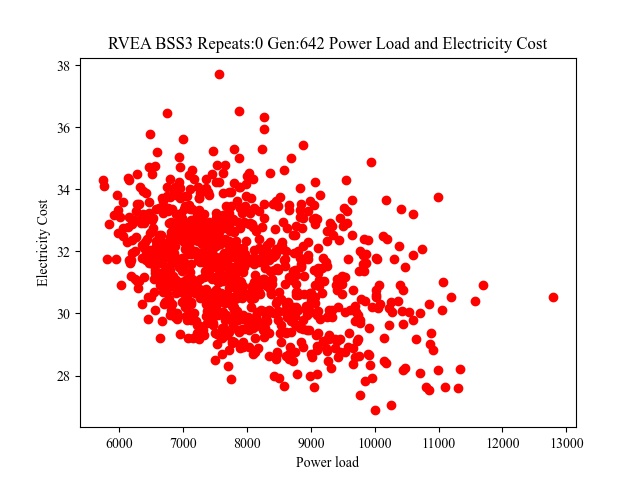 RVEA BSS3 Repeats:0 Gen:642 Power Load and Electricity Cost
38
36
34
32
30
28
Electricity Cost
6000 7000 8000 9000 10000 11000 12000 13000
Power load